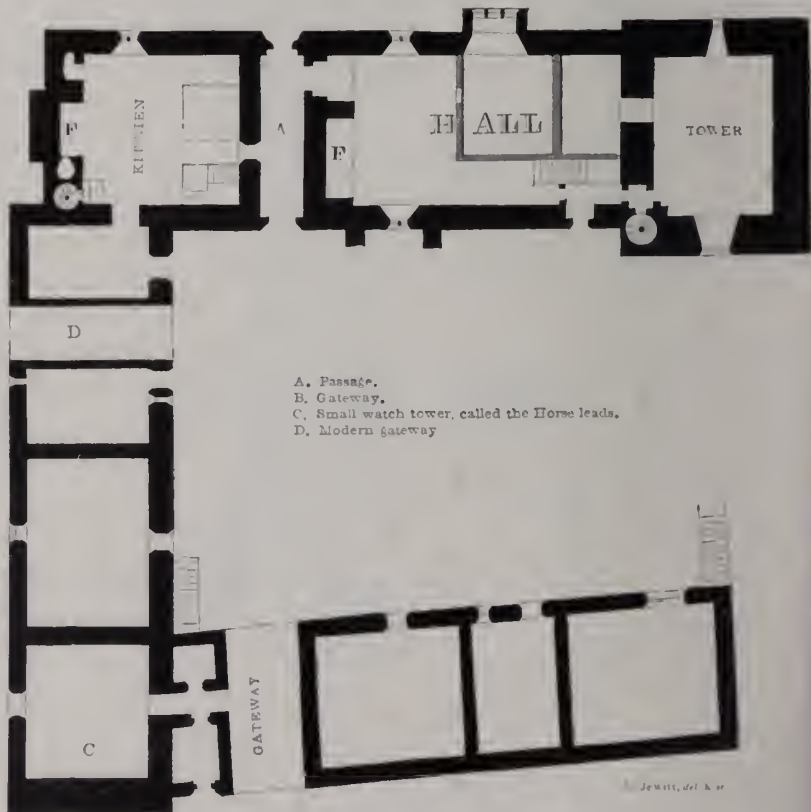 KITCHEN
F
A
F
HALL
TOWER
D
A. Passage.
B. Gateway.
C. Small watch tower, called the Horse leads.
D. Modern gateway
GATEWAY
C
Jewitt, del & sc